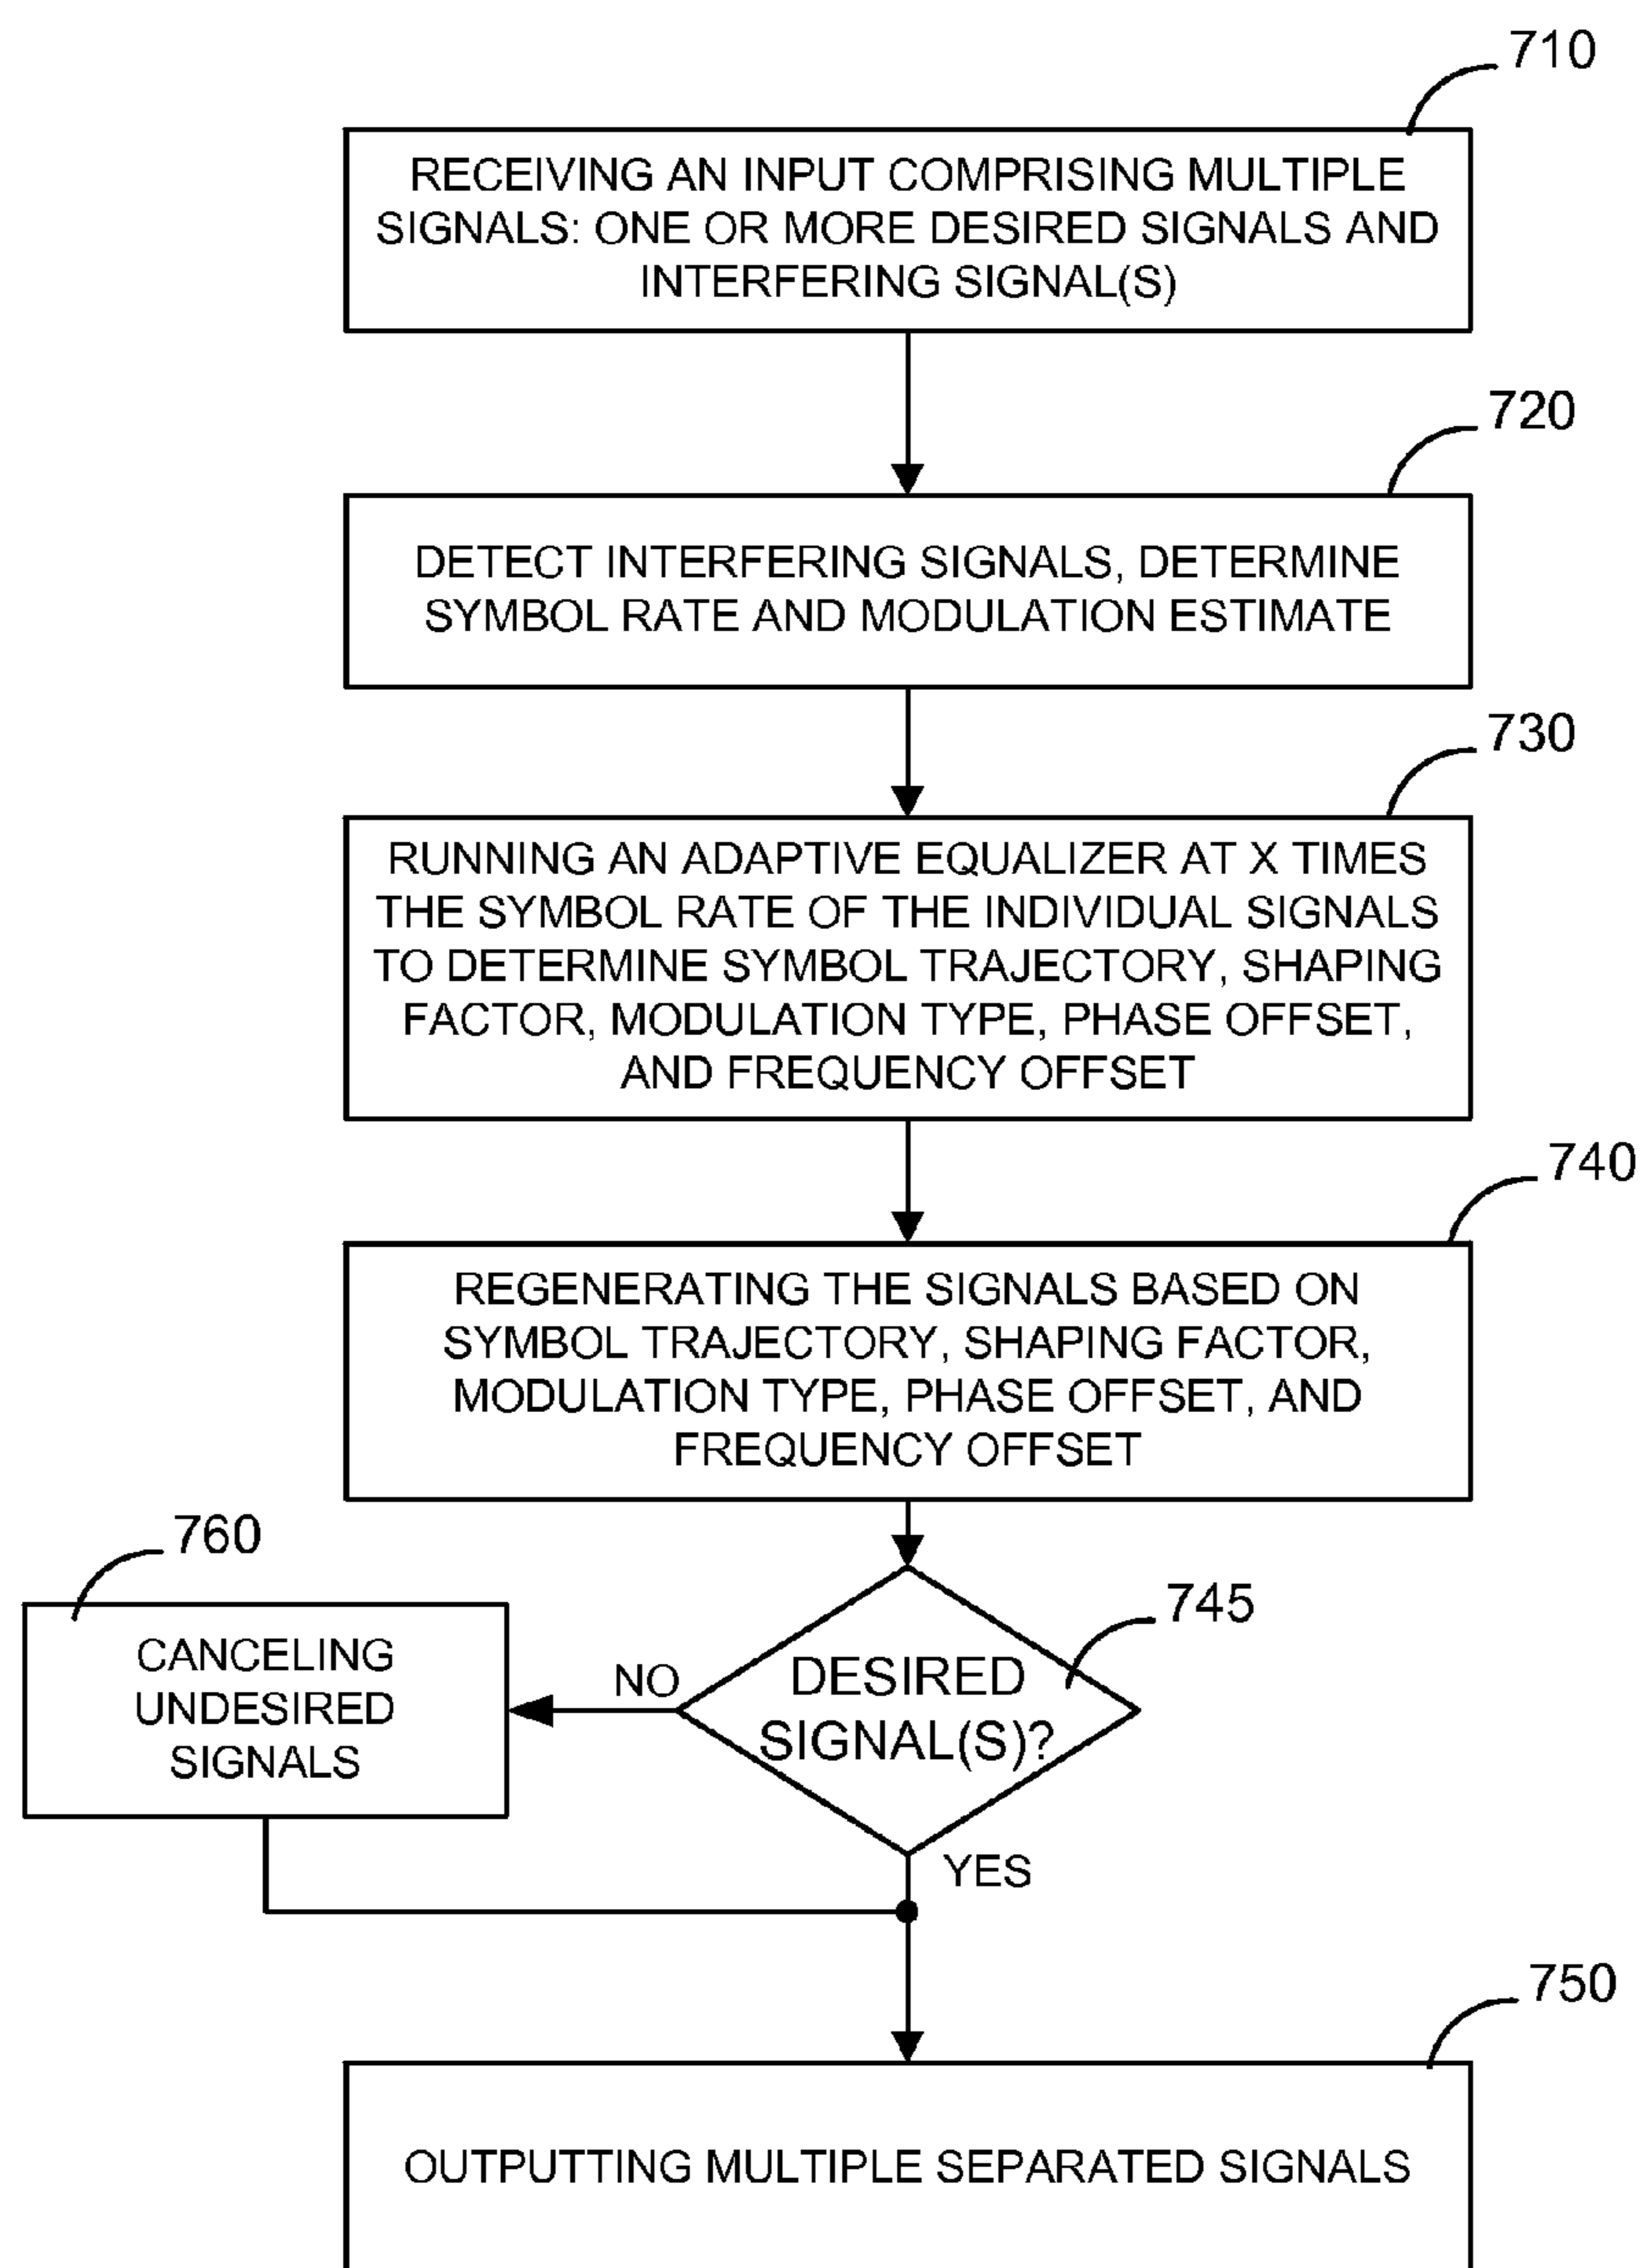 710
RECEIVING AN INPUT COMPRISING MULTIPLE
SIGNALS: ONE OR MORE DESIRED SIGNALS AND
INTERFERING SIGNAL(S)
720
DETECT INTERFERING SIGNALS, DETERMINE
SYMBOL RATE AND MODULATION ESTIMATE
730
RUNNING AN ADAPTIVE EQUALIZER AT X TIMES
THE SYMBOL RATE OF THE INDIVIDUAL SIGNALS
TO DETERMINE SYMBOL TRAJECTORY, SHAPING
FACTOR, MODULATION TYPE, PHASE OFFSET,
AND FREQUENCY OFFSET
740
REGENERATING THE SIGNALS BASED ON
SYMBOL TRAJECTORY, SHAPING FACTOR,
MODULATION TYPE, PHASE OFFSET, AND
FREQUENCY OFFSET
760
CANCELING
UNDESIRED
SIGNALS
NO
745
DESIRED
SIGNAL(S)?
YES
750
OUTPUTTING MULTIPLE SEPARATED SIGNALS